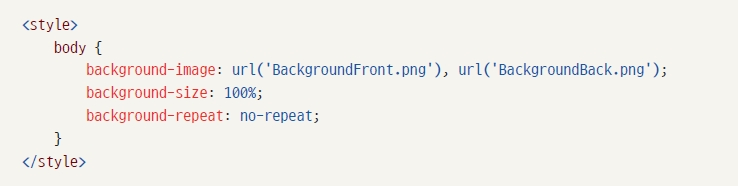 <style>
body {
background-image: url('BackgroundFront.png'), url('BackgroundBack.png');
background-size: 100%;
background-repeat: no-repeat;
}
</style>